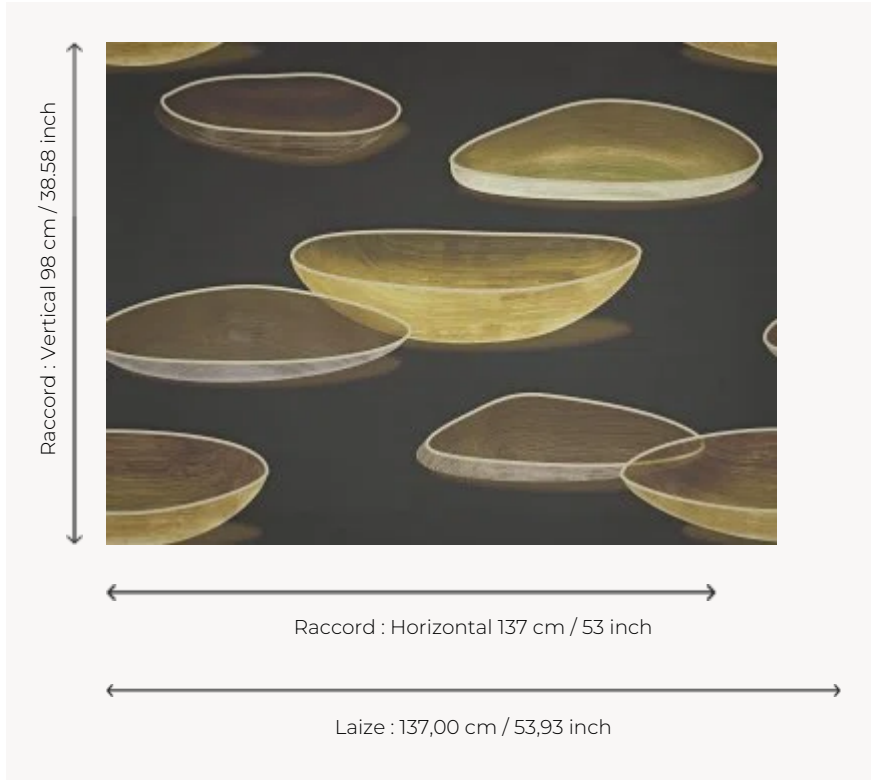 Raccord : Vertical 98 cm / 38.58 inch
Raccord : Horizontal 137 cm / 53 inch
Laize : 137,00 cm / 53,93 inch